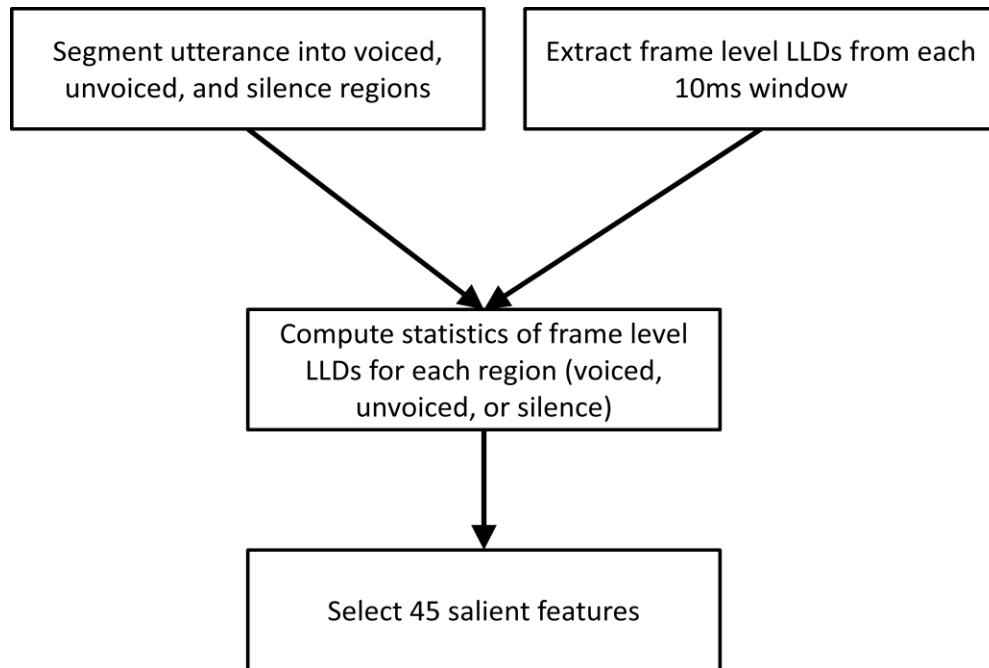 Segment utterance into voiced,
unvoiced, and silence regions
Extract frame level LLDs from each
10ms window
Compute statistics of frame level
LLDs for each region (voiced,
unvoiced, or silence)
Select 45 salient features